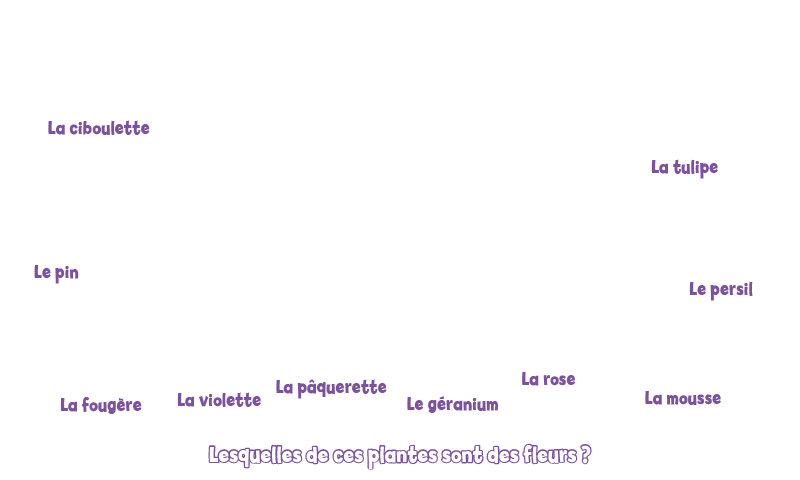 La ciboulette
La tulipe
Le pin
Le persil
La rose
La pâquerette
La mousse
La violette
Le géranium
La fougère
Lesquelles de ces plantes sont des fleurs ?